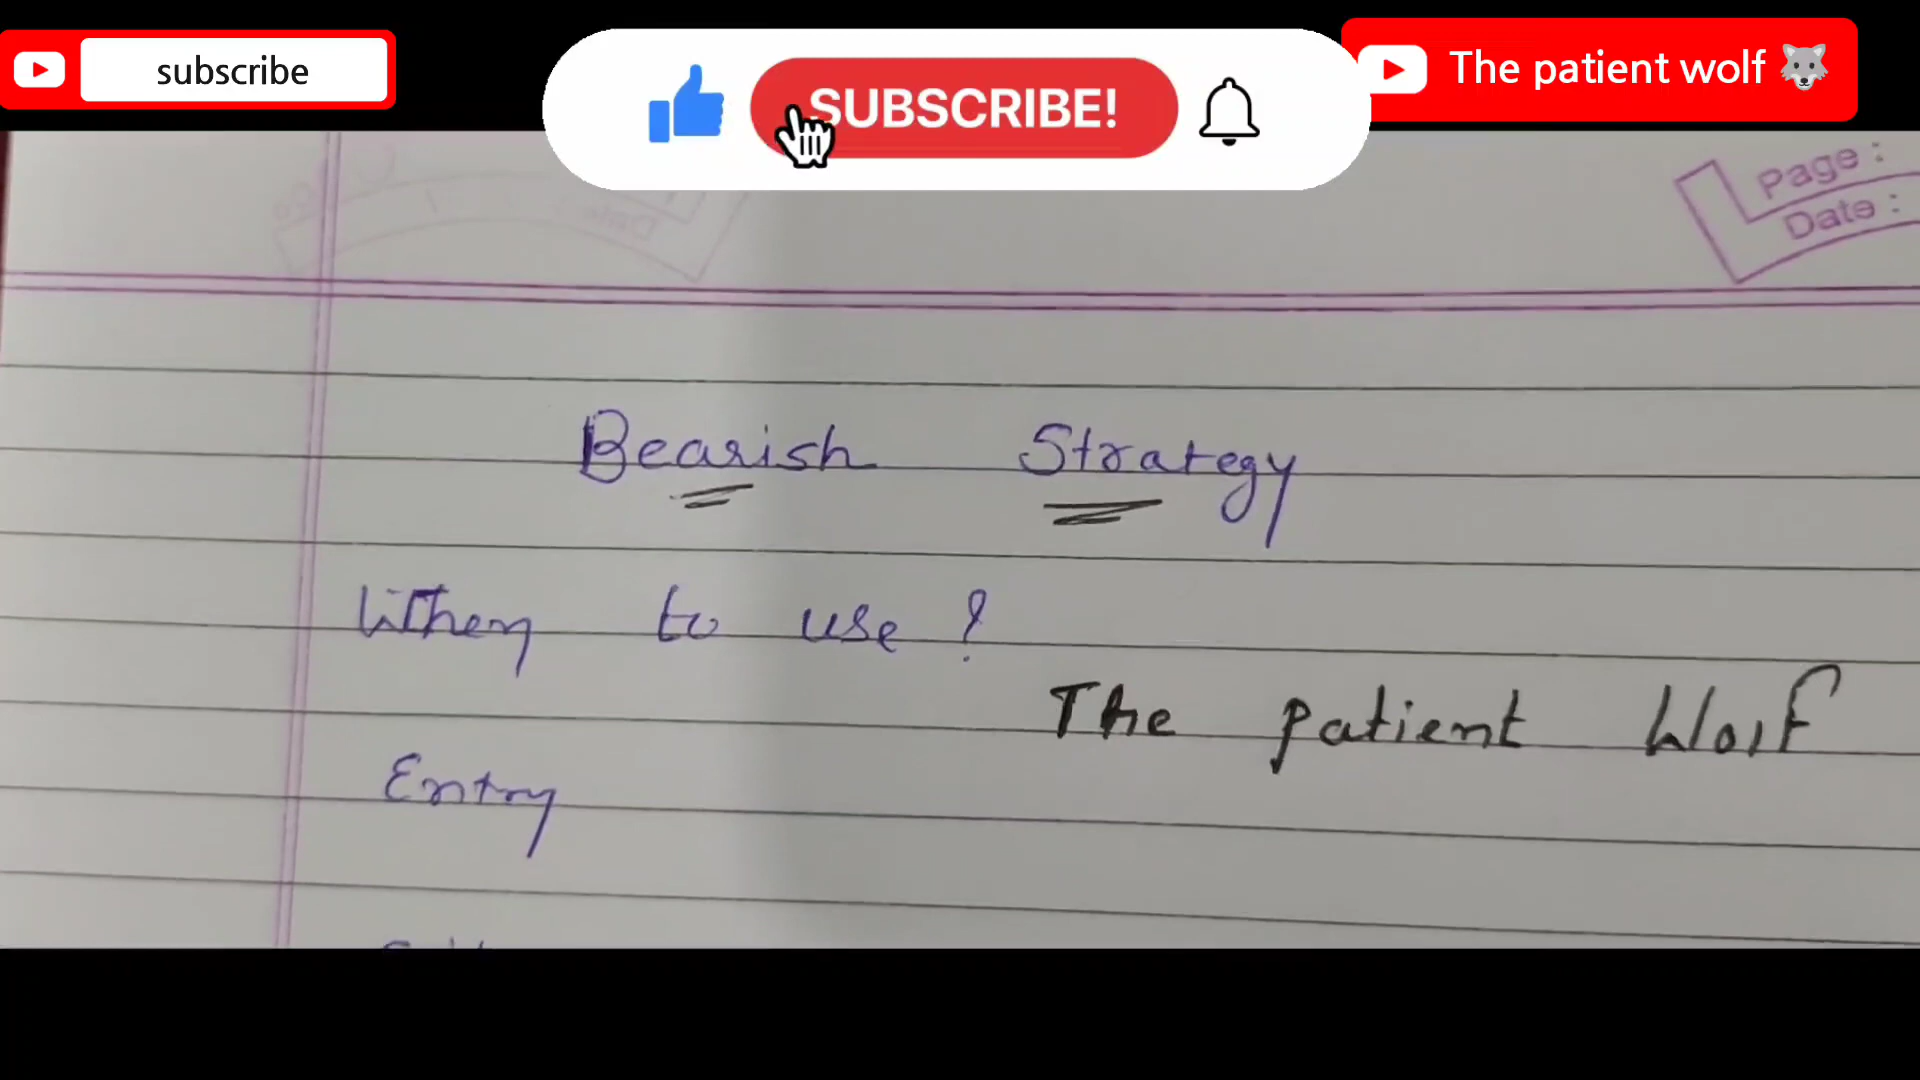 subscribe
SUBSCRIBE!
The patient wolf
Page :
Date :
Bearish Strategy
When to use ?
The patient Wolf
Entry